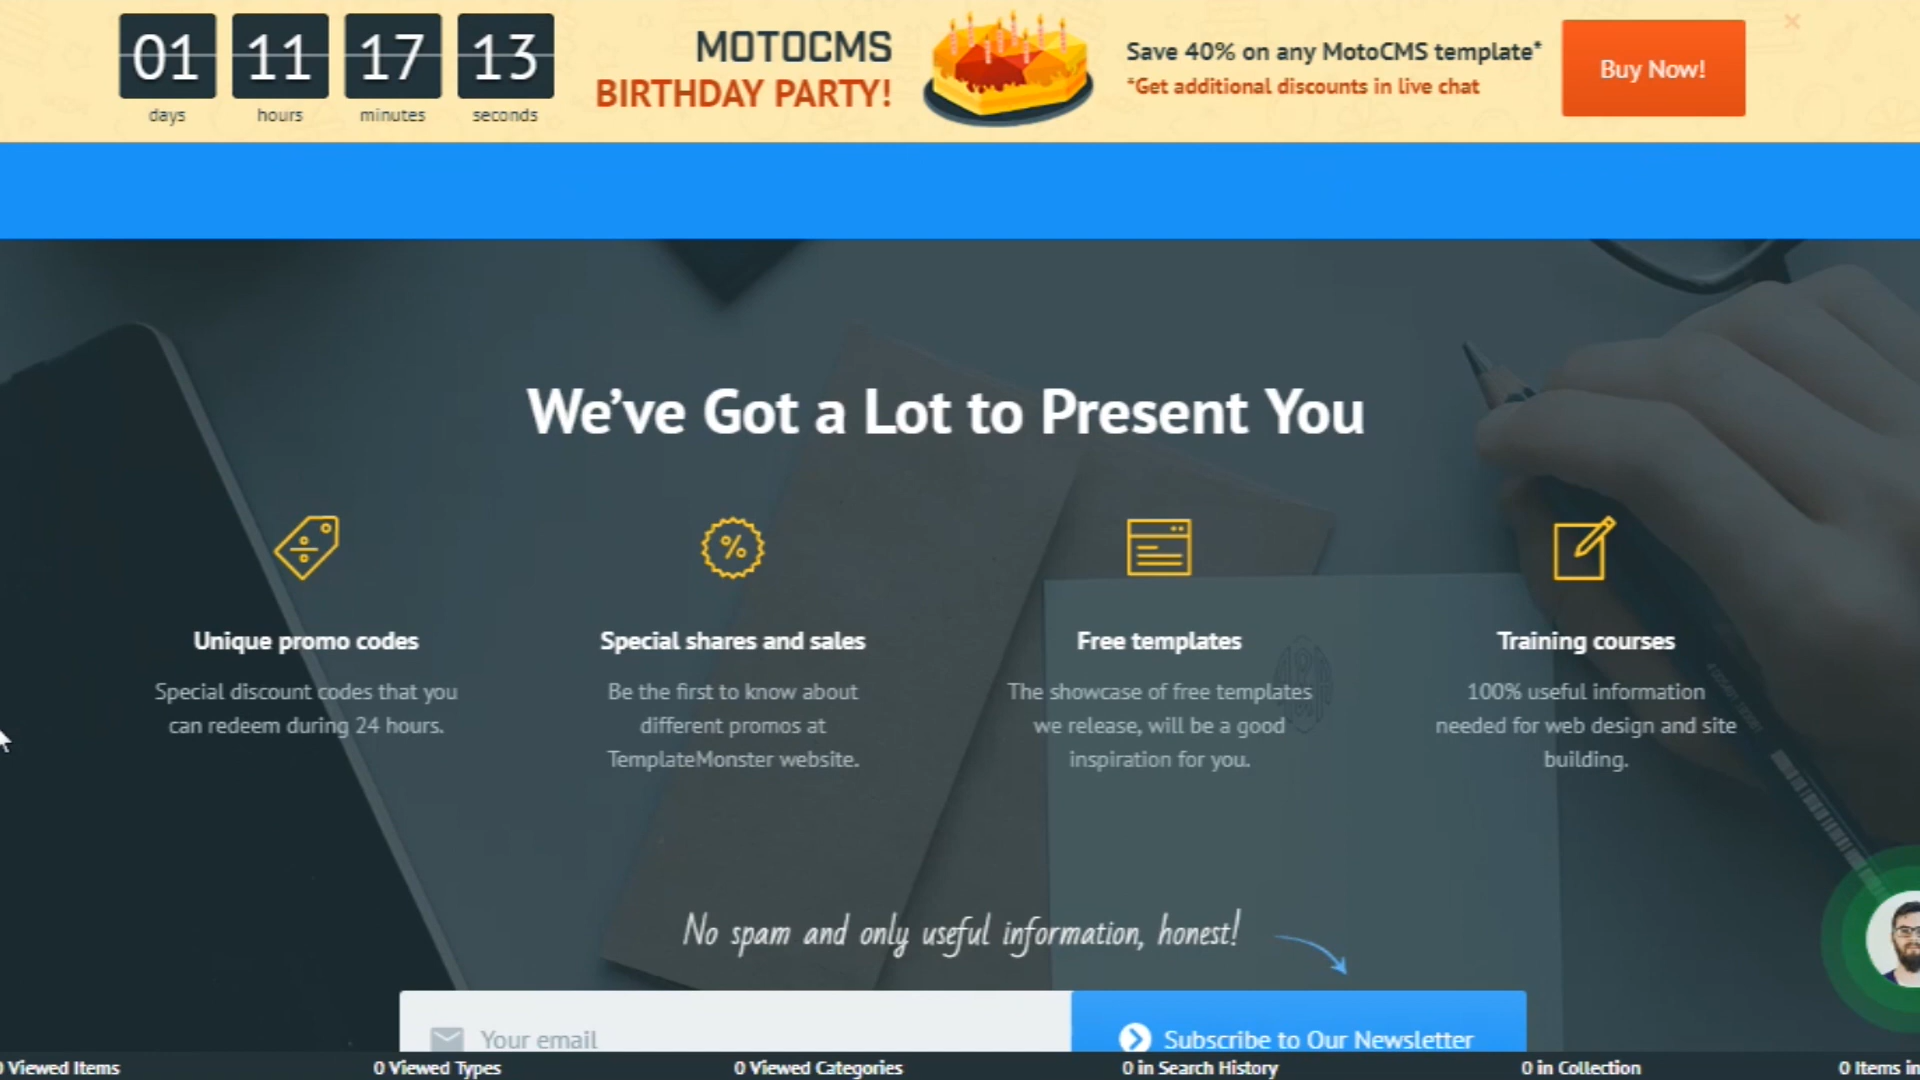 01 11 17 13
days hours minutes seconds
MOTOCMS
BIRTHDAY PARTY!
Save 40% on any MotoCMS template*
*Get additional discounts in live chat
Buy Now!
We've Got a Lot to Present You
Unique promo codes
Special discount codes that you
can redeem during 24 hours.
Special shares and sales
Be the first to know about
different promos at
TemplateMonster website.
Free templates
The showcase of free templates
we release, will be a good
inspiration for you.
Training courses
100% useful information
needed for web design and site
building.
No spam and only useful information, honest!
Your email
Subscribe to Our Newsletter
0 Viewed Items 0 Viewed Types 0 Viewed Categories 0 in Search History 0 in Collection 0 Items in